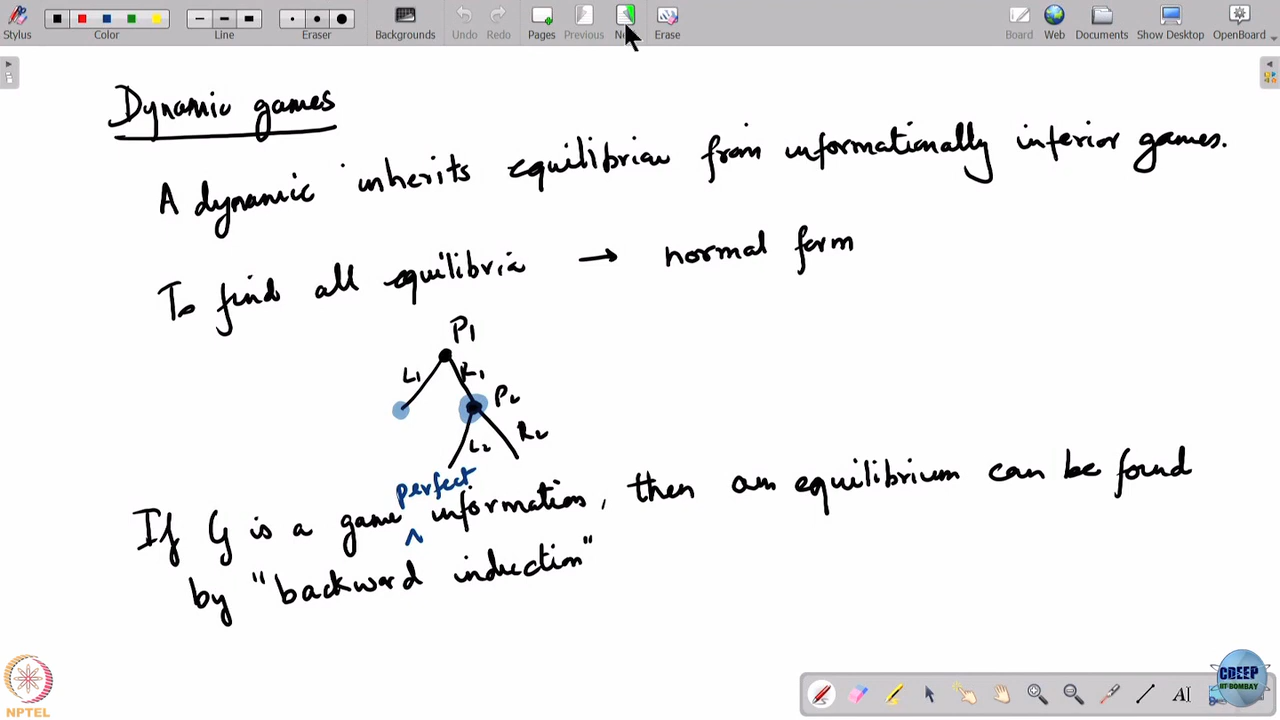 Stylus Color Line Eraser Backgrounds Undo Redo Pages Previous Erase Board Web Documents Show Desktop OpenBoard
Dynamic games
A dynamic inherits equilibrian from informationally inferior games.
To find all equilibria → normal form
P1
L1 R1
P2
L2 R2
perfect
If G is a game ^ information, then an equilibrium can be found
by "backward induction"
NPTEL
CDEEP
IIT BOMBAY